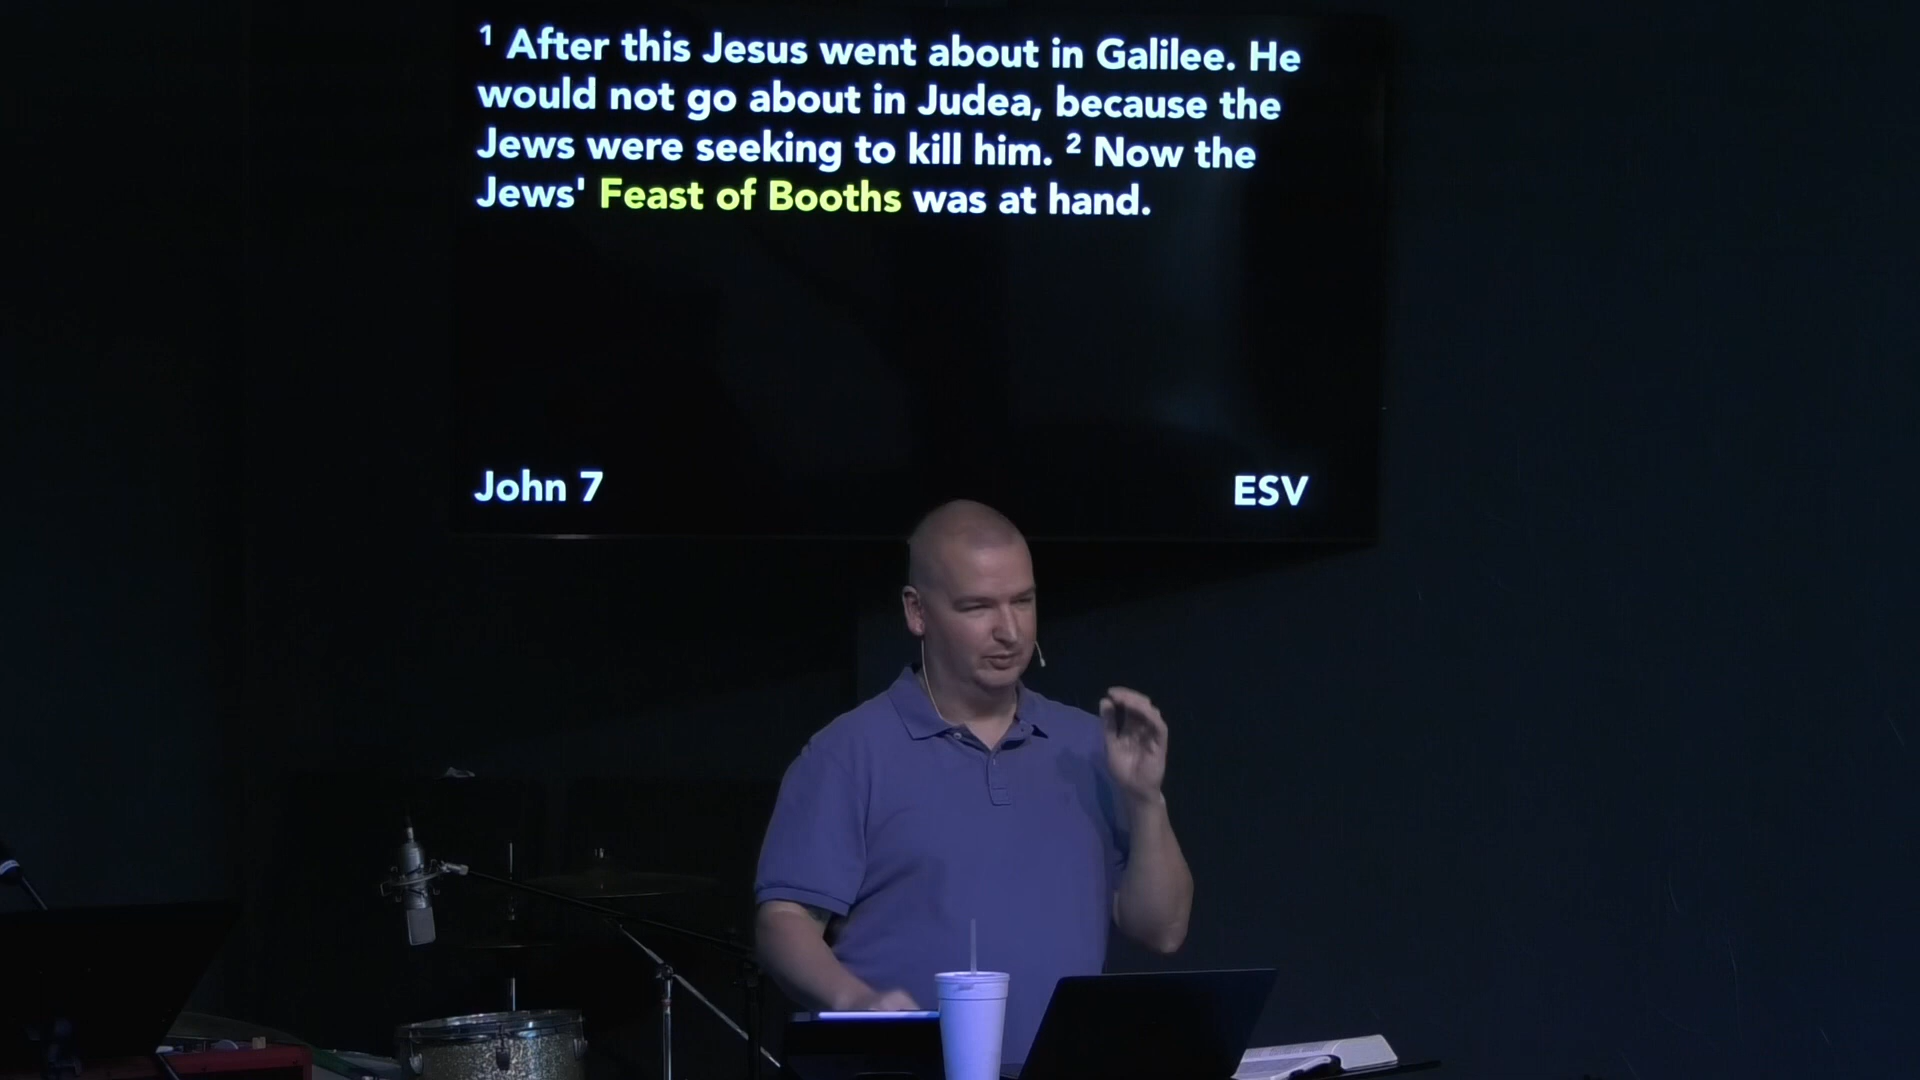 ¹ After this Jesus went about in Galilee. He
would not go about in Judea, because the
Jews were seeking to kill him. ² Now the
Jews' Feast of Booths was at hand.
John 7
ESV